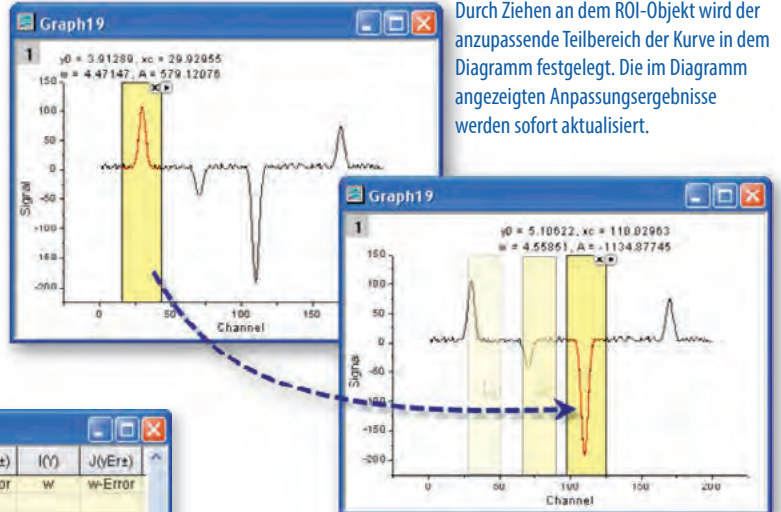 Graph19
1
y0 = 3.91289, xc = 29.92955
w = 4.47147, A = 579.12076
150
100
50
0
-50
-100
-150
-200
Signal
0
100
150
Channel
Durch Ziehen an dem ROI-Objekt wird der
anzupassende Teilbereich der Kurve in dem
Diagramm festgelegt. Die im Diagramm
angezeigten Anpassungsergebnisse
werden sofort aktualisiert.
Graph19
1
y0 = 5.10622, xc = 110.02963
w = 4.55851, A = -1134.87745
150
100
50
0
-50
-100
-150
-200
Signal
0
50
100
150
200
Channel
I(Y)
J(yEr±)
w
w-Error